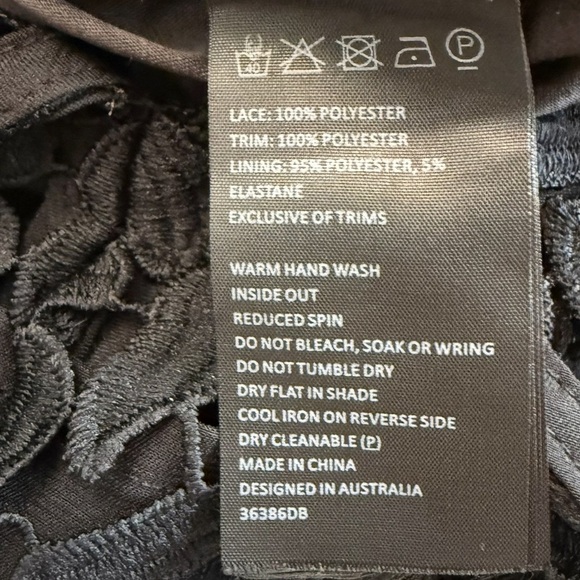 P
LACE: 100% POLYESTER
TRIM: 100% POLYESTER
LINING: 95% POLYESTER, 5%
ELASTANE
EXCLUSIVE OF TRIMS
WARM HAND WASH
INSIDE OUT
REDUCED SPIN
DO NOT BLEACH, SOAK OR WRING
DO NOT TUMBLE DRY
DRY FLAT IN SHADE
COOL IRON ON REVERSE SIDE
DRY CLEANABLE (P)
MADE IN CHINA
DESIGNED IN AUSTRALIA
36386DB